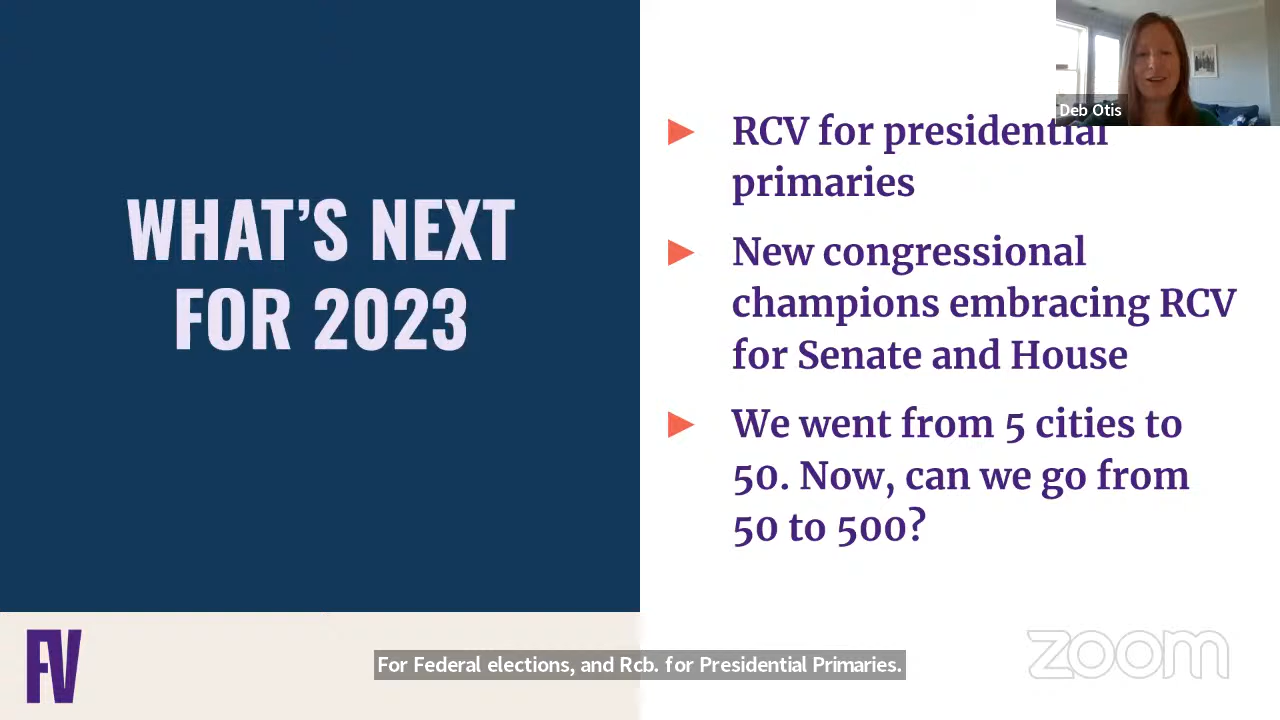 WHAT'S NEXT
FOR 2023
Deb Otis
RCV for presidential
primaries
New congressional
champions embracing RCV
for Senate and House
We went from 5 cities to
50. Now, can we go from
50 to 500?
FV
For Federal elections, and Rcb. for Presidential Primaries.
zoom